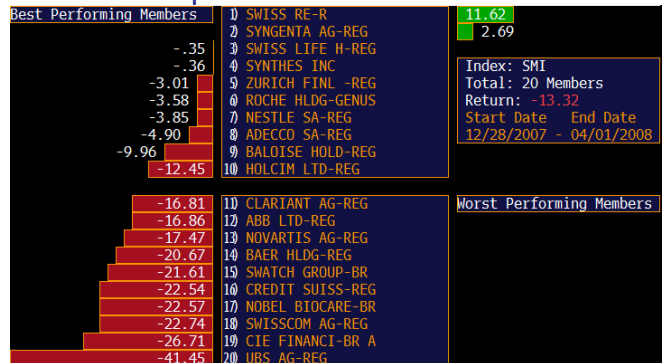 Best Performing Members 1) SWISS RE-R 11.62
2) SYNGENTA AG-REG 2.69
-.35 3) SWISS LIFE H-REG
-.36 4) SYNTHES INC Index: SMI
-3.01 5) ZURICH FINL -REG Total: 20 Members
-3.58 6) ROCHE HLDG-GENUS Return: -13.32
-3.85 7) NESTLE SA-REG Start Date End Date
-4.90 8) ADECCO SA-REG 12/28/2007 - 04/01/2008
-9.96 9) BALOISE HOLD-REG
-12.45 10) HOLCIM LTD-REG
-16.81 11) CLARIANT AG-REG Worst Performing Members
-16.86 12) ABB LTD-REG
-17.47 13) NOVARTIS AG-REG
-20.67 14) BAER HLDG-REG
-21.61 15) SWATCH GROUP-BR
-22.54 16) CREDIT SUISS-REG
-22.57 17) NOBEL BIOCARE-BR
-22.74 18) SWISSCOM AG-REG
-26.71 19) CIE FINANCI-BR A
-41.45 20) UBS AG-REG